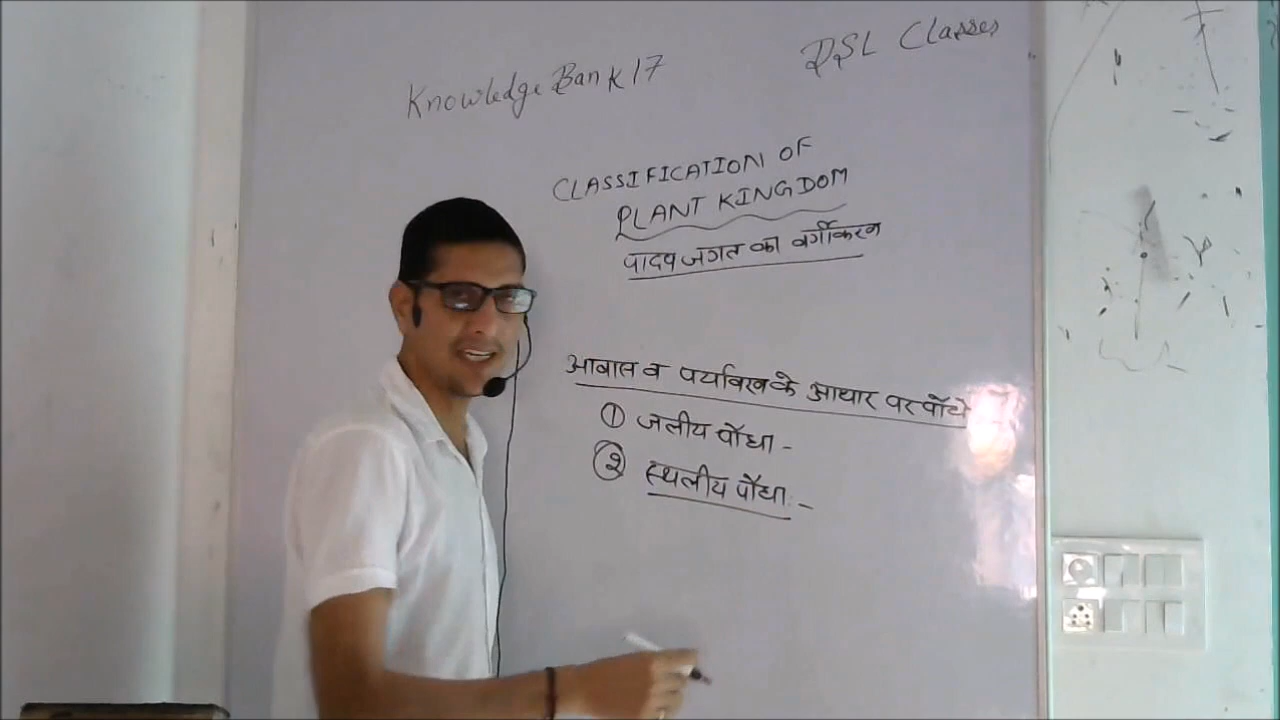 Knowledge Bank 17
DSL Classes
CLASSIFICATION OF
PLANT KINGDOM
पादप जगत का वर्गीकरण
आवास व पर्यावरण के आधार पर पौधे
① जलीय पौधा -
② स्थलीय पौधा :-